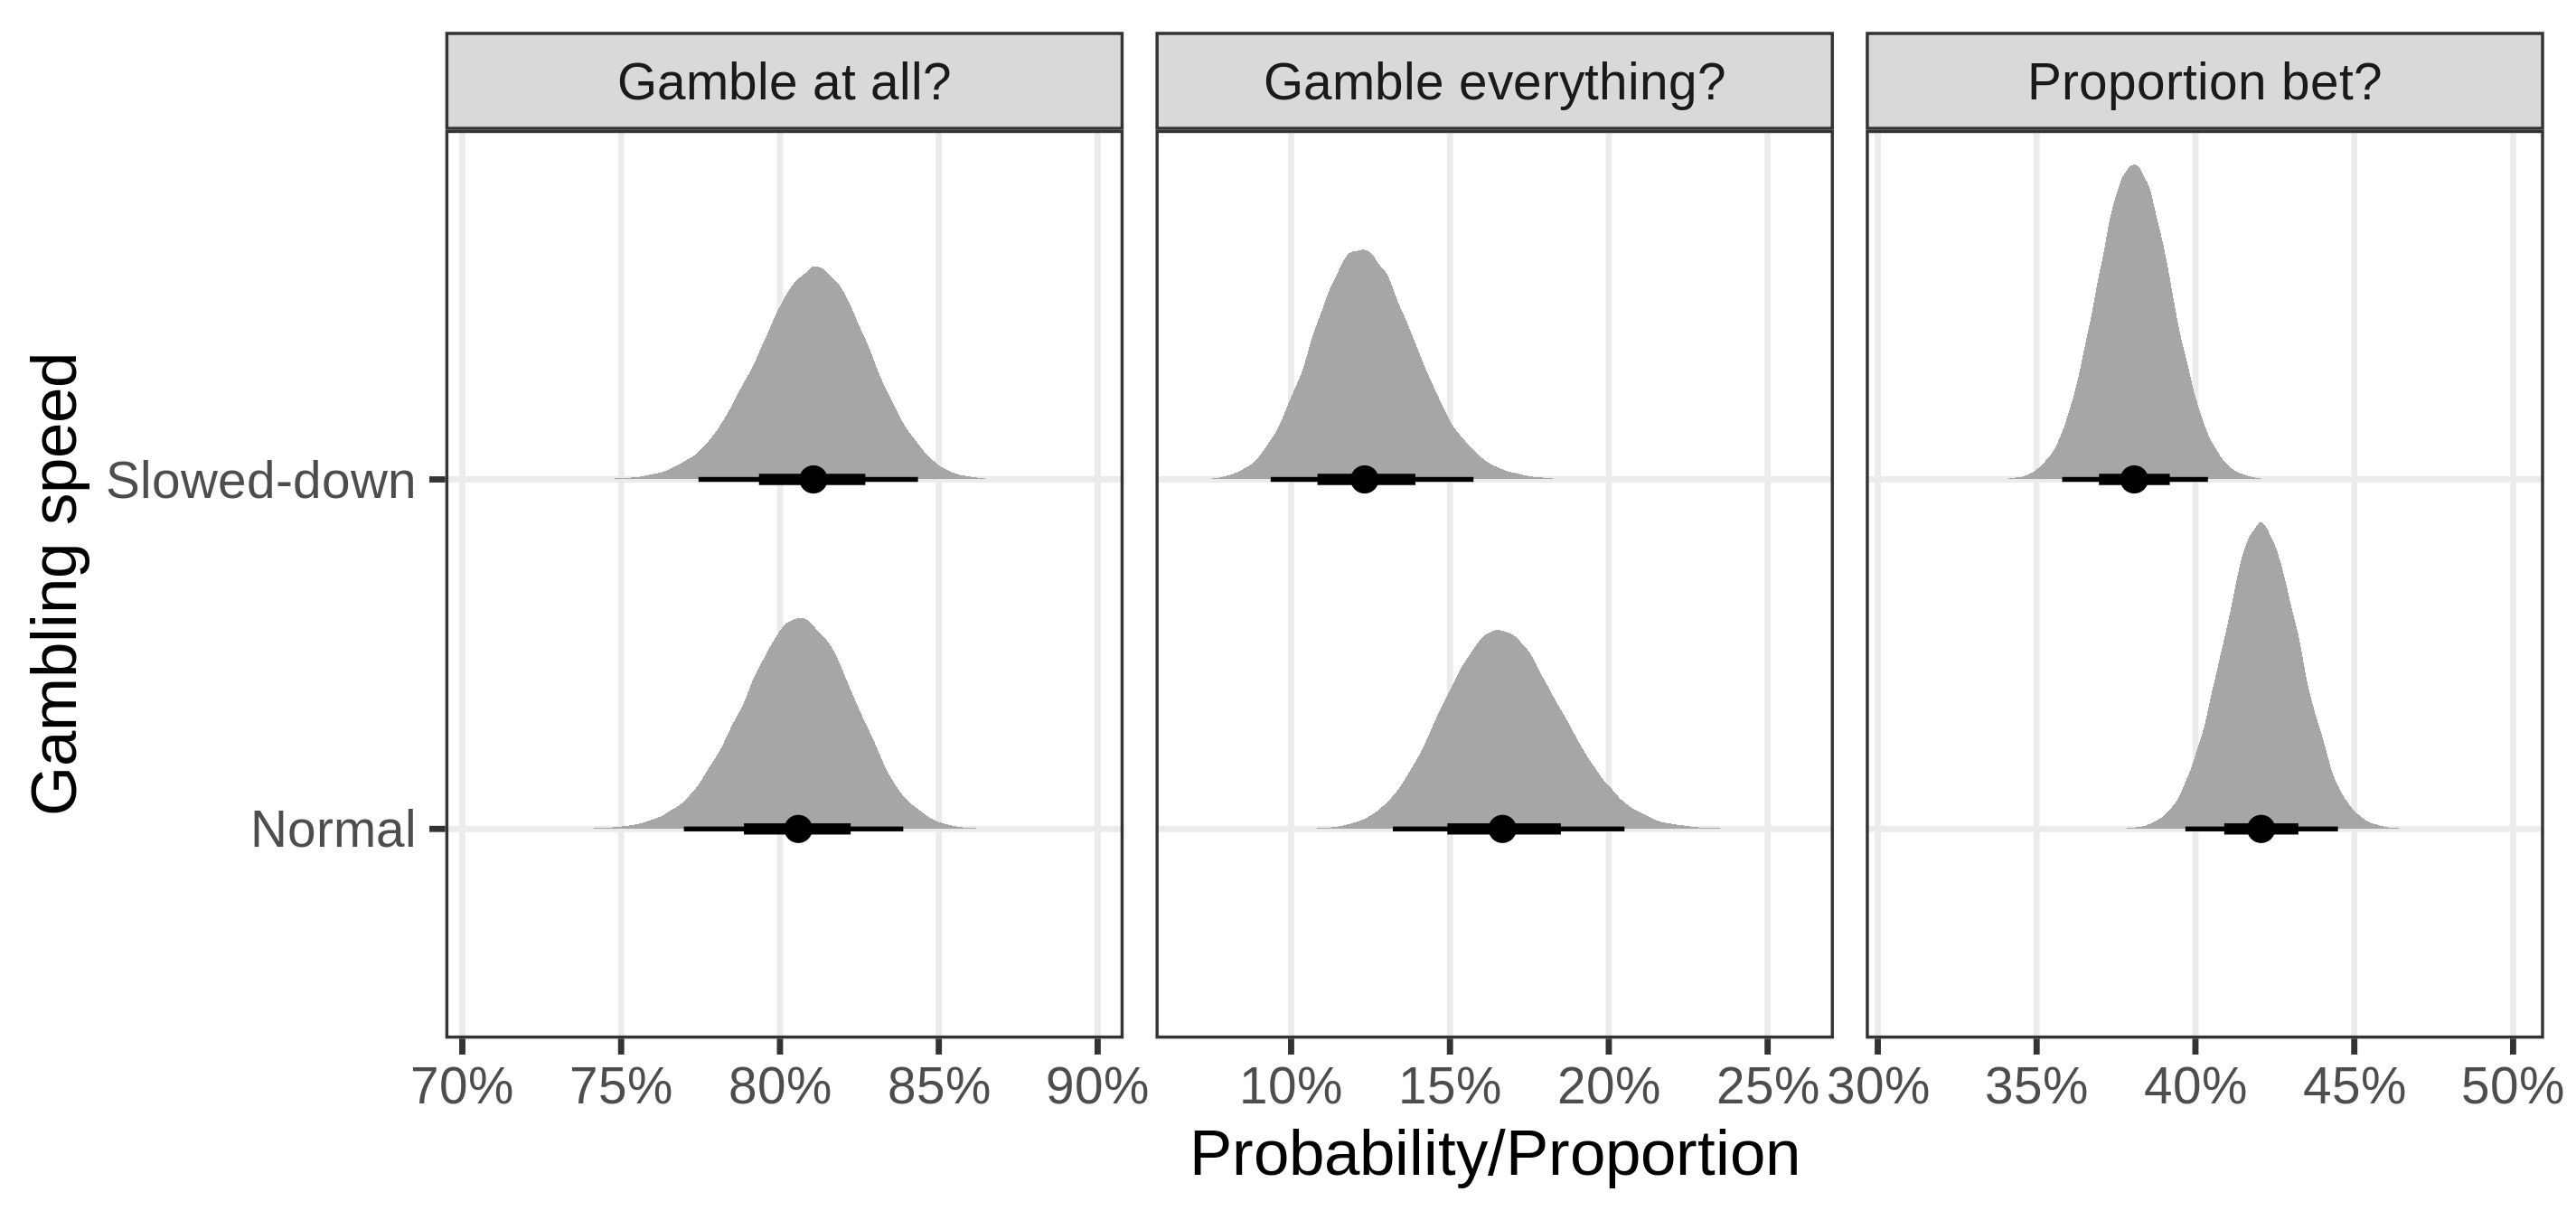 Gamble at all?
Gamble everything?
Proportion bet?
Gambling speed
Slowed-down
Normal
70% 75% 80% 85% 90% 10% 15% 20% 25% 30% 35% 40% 45% 50%
Probability/Proportion